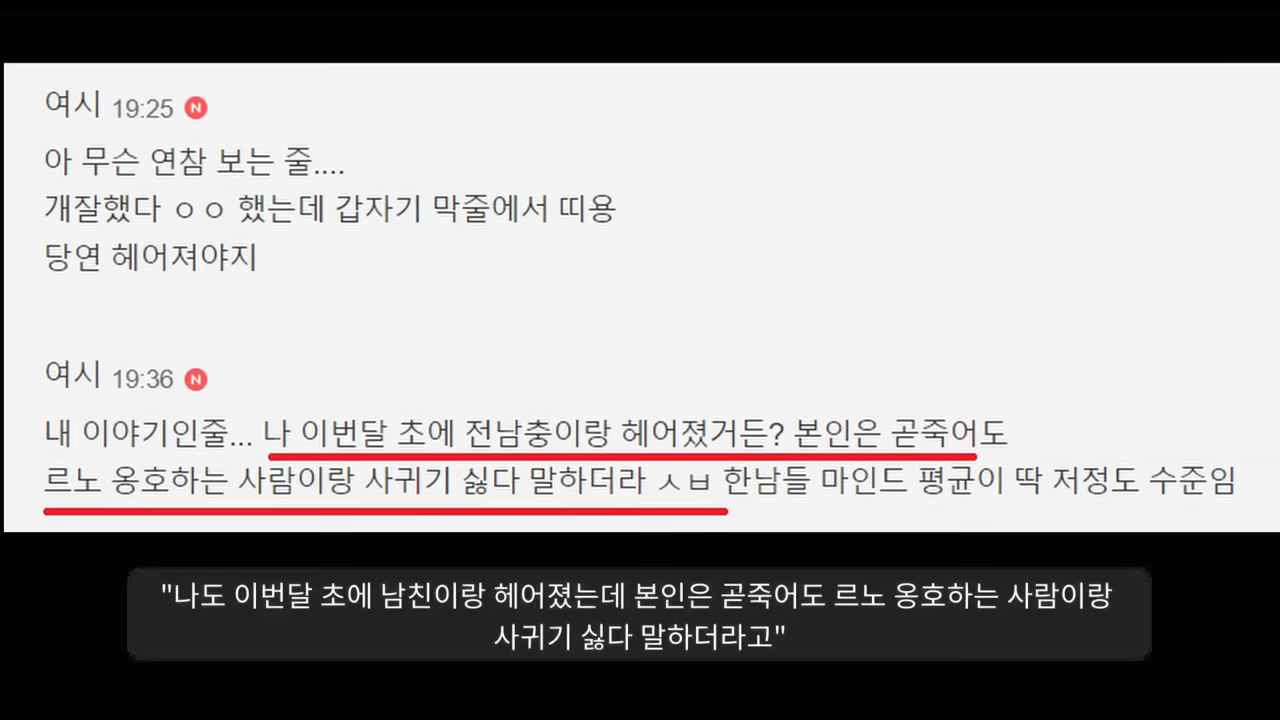 여시 19:25 N
아 무슨 연참 보는 줄....
개잘했다 ㅇㅇ 했는데 갑자기 막줄에서 띠용
당연 헤어져야지
여시 19:36 N
내 이야기인줄... 나 이번달 초에 전남충이랑 헤어졌거든? 본인은 곧죽어도
르노 옹호하는 사람이랑 사귀기 싫다 말하더라 ㅅㅂ 한남들 마인드 평균이 딱 저정도 수준임
"나도 이번달 초에 남친이랑 헤어졌는데 본인은 곧죽어도 르노 옹호하는 사람이랑
사귀기 싫다 말하더라고"